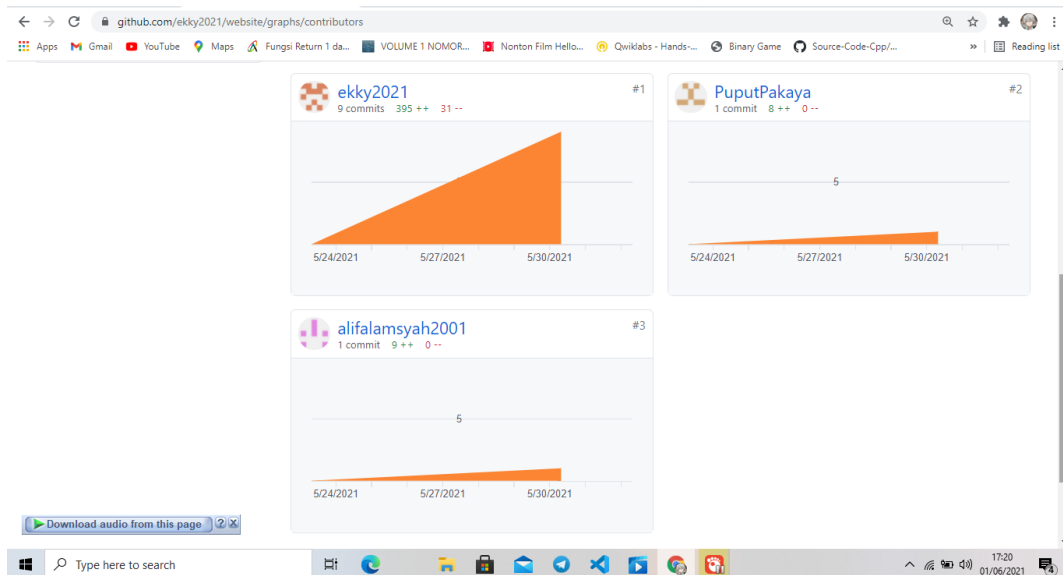 github.com/ekky2021/website/graphs/contributors
Apps Gmail YouTube Maps Fungsi Return 1 da... VOLUME 1 NOMOR... Nonton Film Hello... Qwiklabs - Hands-... Binary Game Source-Code-Cpp/... » Reading list
ekky2021 #1
9 commits 395 ++ 31 --
5/24/2021 5/27/2021 5/30/2021
PuputPakaya #2
1 commit 8 ++ 0 --
5
5/24/2021 5/27/2021 5/30/2021
alifalamsyah2001 #3
1 commit 9 ++ 0 --
5
5/24/2021 5/27/2021 5/30/2021
Download audio from this page ? X
Type here to search
17:20
01/06/2021
4